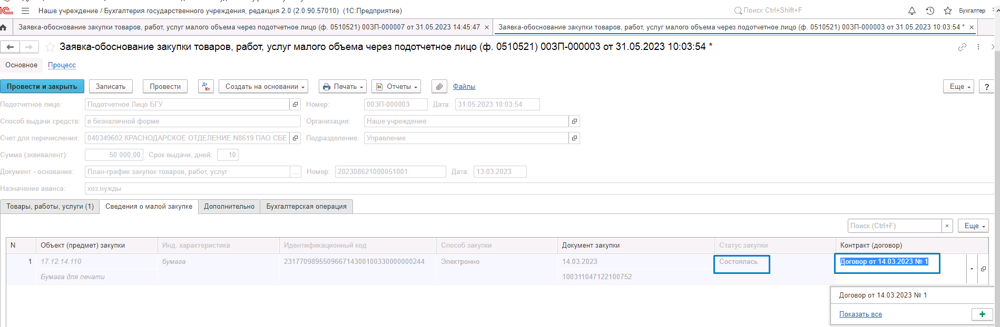 Наше учреждение / Бухгалтерия государственного учреждения, редакция 2.0 (2.0.90.57010) (1С:Предприятие)
Поиск Ctrl+Shift+F
Бухгалтер
Заявка-обоснование закупки товаров, работ, услуг малого объема через подотчетное лицо (ф. 0510521) 00ЗП-000007 от 31.05.2023 14:45:47 ×
Заявка-обоснование закупки товаров, работ, услуг малого объема через подотчетное лицо (ф. 0510521) 00ЗП-000003 от 31.05.2023 10:03:54 * ×
Заявка-обоснование закупки товаров, работ, услуг малого объема через подотчетное лицо (ф. 0510521) 00ЗП-000003 от 31.05.2023 10:03:54 *
Основное Процесс
Провести и закрыть Записать Провести Дт Кт Создать на основании Печать Отчеты Файлы Еще ?
Подотчетное лицо: Подотчетное Лицо БГУ Номер: 00ЗП-000003 Дата: 31.05.2023 10:03:54
Способ выдачи средств: в безналичной форме Организация: Наше учреждение
Счет для перечисления: 040349602 КРАСНОДАРСКОЕ ОТДЕЛЕНИЕ N8619 ПАО СБЕ Подразделение: Управление
Сумма (эквивалент): 50 000,00 Срок выдачи, дней: 10
Документ - основание: План-график закупок товаров, работ, услуг ... Номер: 202308621000051001 Дата: 13.03.2023
Назначение аванса: хоз.нужды
Товары, работы, услуги (1) Сведения о малой закупке Дополнительно Бухгалтерская операция
Поиск (Ctrl+F) × Еще
N Объект (предмет) закупки Инд. характеристика Идентификационный код Способ закупки Документ закупки Статус закупки Контракт (договор)
1 17.12.14.110 бумага 231770989550966714300100330000000244 Электронно 14.03.2023 Состоялась Договор от 14.03.2023 № 1
Бумага для печати 100311047122100752
Договор от 14.03.2023 № 1
Показать все